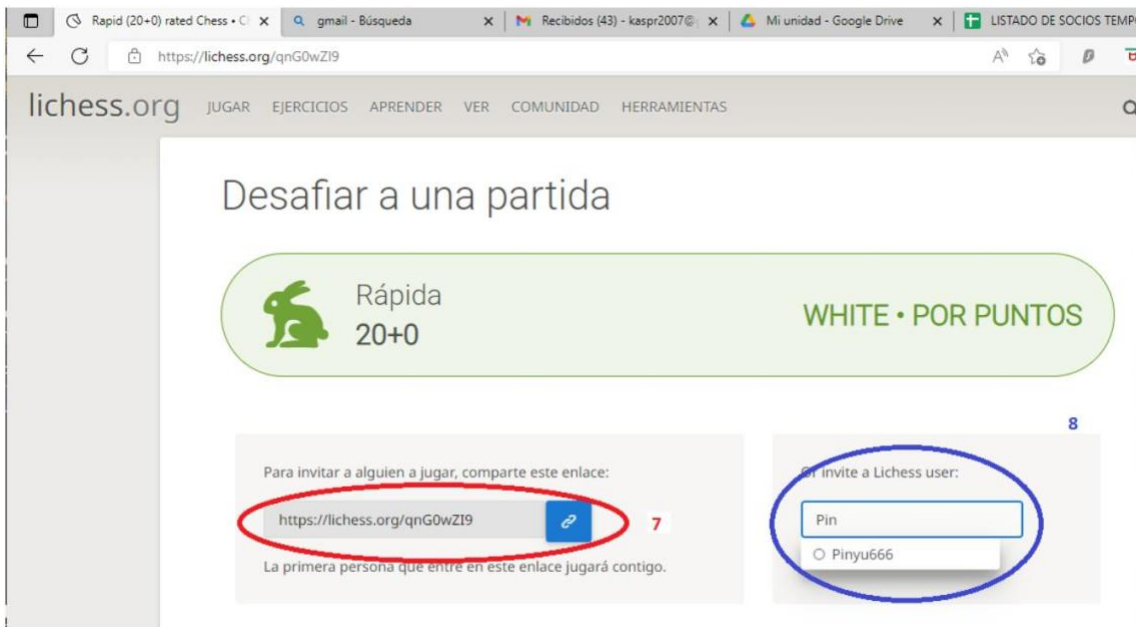 Rapid (20+0) rated Chess • C
gmail - Búsqueda
Recibidos (43) - kaspr2007@
Mi unidad - Google Drive
LISTADO DE SOCIOS TEMP
https://lichess.org/qnG0wZI9
lichess.org JUGAR EJERCICIOS APRENDER VER COMUNIDAD HERRAMIENTAS
Desafiar a una partida
Rápida
20+0
WHITE • POR PUNTOS
8
Para invitar a alguien a jugar, comparte este enlace:
https://lichess.org/qnG0wZI9
7
La primera persona que entre en este enlace jugará contigo.
Or invite a Lichess user:
Pin
Pinyu666